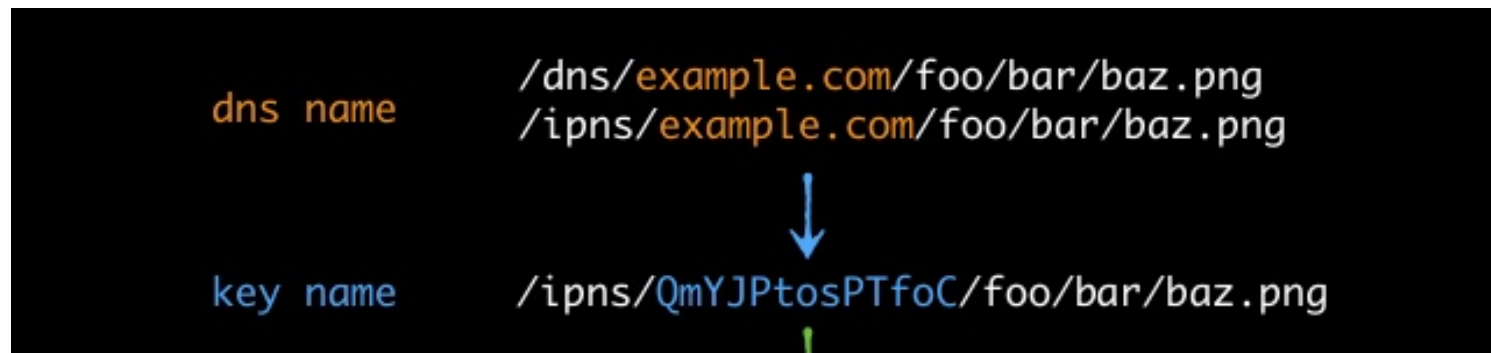 dns name
/dns/example.com/foo/bar/baz.png
/ipns/example.com/foo/bar/baz.png
key name
/ipns/QmYJPtosPTfoC/foo/bar/baz.png